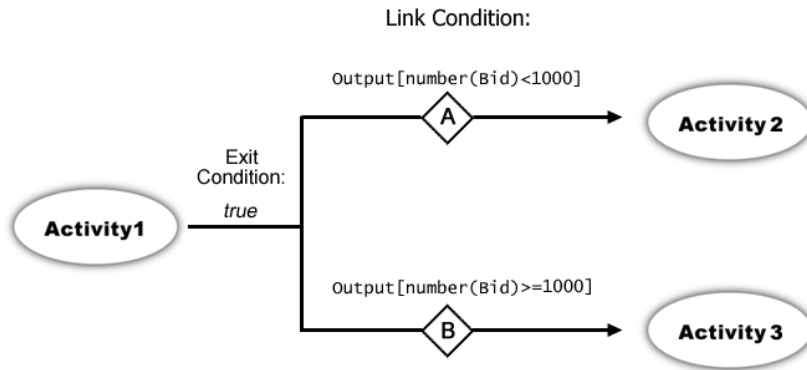 Link Condition:
Output[number(Bid)<1000]
A
Activity 2
Exit
Condition:
true
Activity1
Output[number(Bid)>=1000]
B
Activity 3